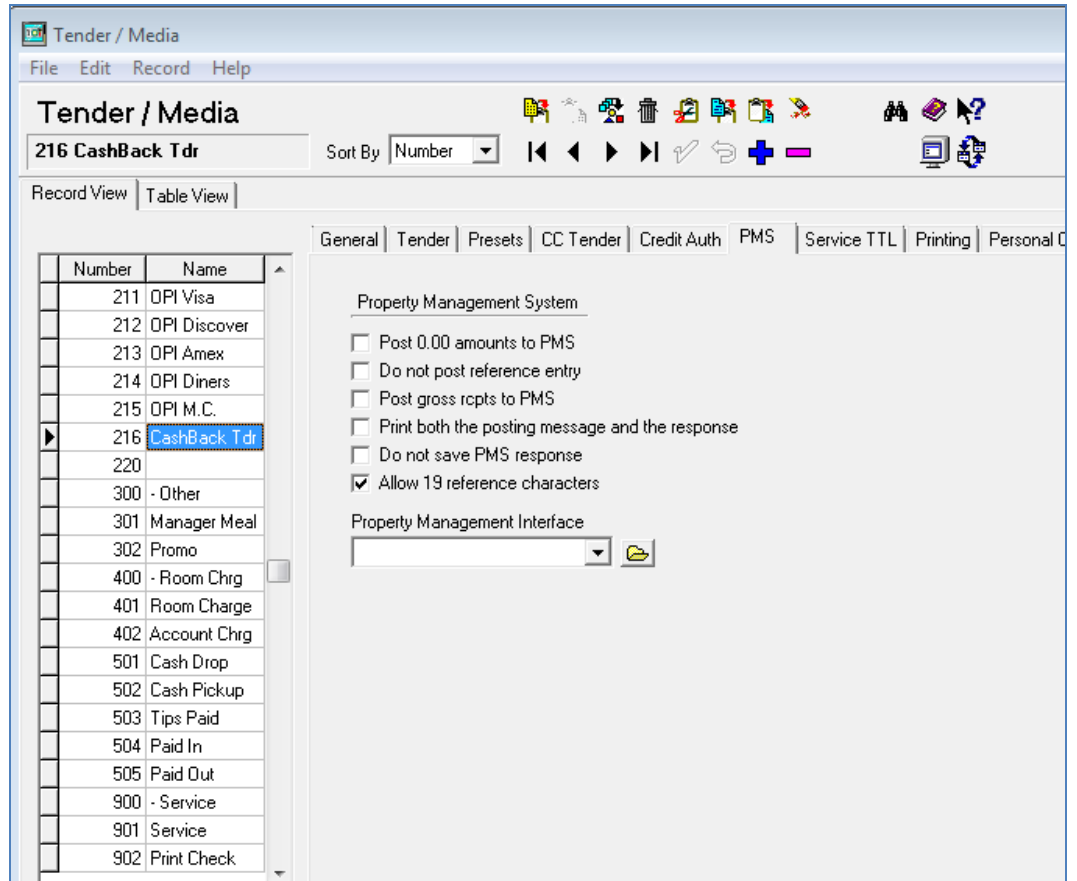 Tender / Media
File Edit Record Help
Tender / Media
216 CashBack Tdr
Sort By Number
Record View Table View
General Tender Presets CC Tender Credit Auth PMS Service TTL Printing Personal
Number Name
211 OPI Visa
212 OPI Discover
213 OPI Amex
214 OPI Diners
215 OPI M.C.
216 CashBack Tdr
220
300 - Other
301 Manager Meal
302 Promo
400 - Room Chrg
401 Room Charge
402 Account Chrg
501 Cash Drop
502 Cash Pickup
503 Tips Paid
504 Paid In
505 Paid Out
900 - Service
901 Service
902 Print Check
Property Management System
Post 0.00 amounts to PMS
Do not post reference entry
Post gross rcpts to PMS
Print both the posting message and the response
Do not save PMS response
Allow 19 reference characters
Property Management Interface